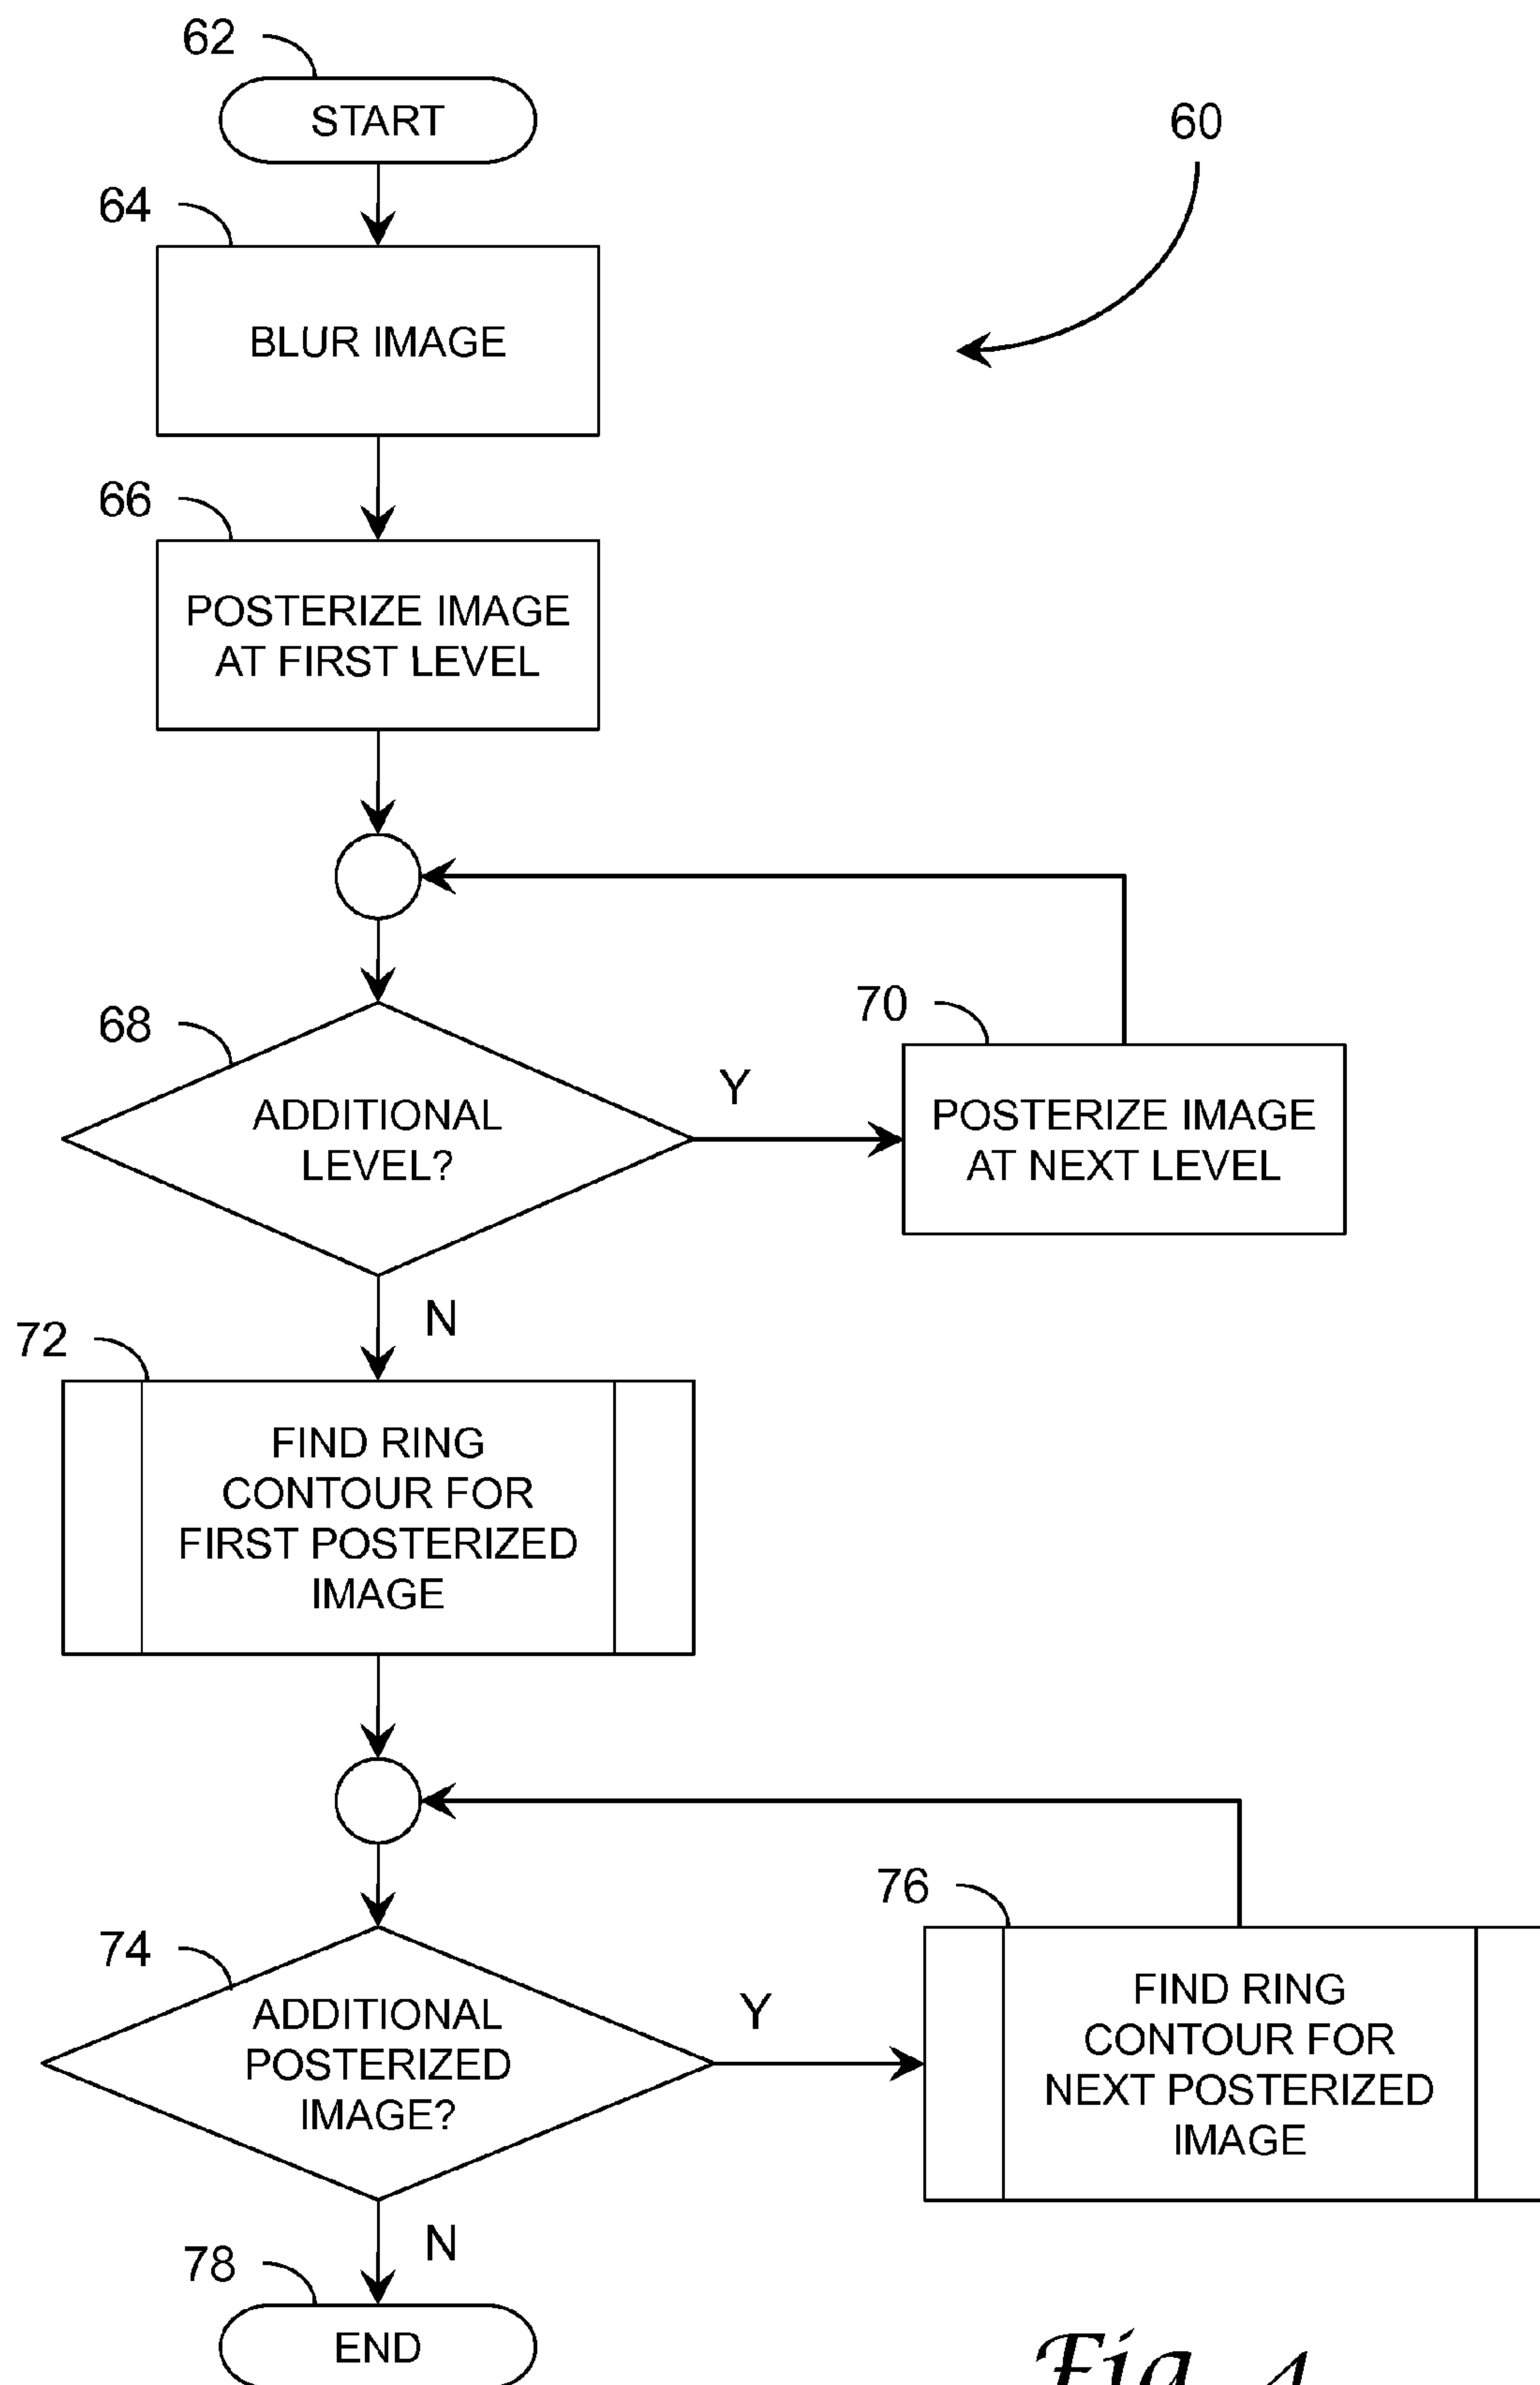 62
START
60
64
BLUR IMAGE
66
POSTERIZE IMAGE
AT FIRST LEVEL
68
ADDITIONAL
LEVEL?
Y
70
POSTERIZE IMAGE
AT NEXT LEVEL
N
72
FIND RING
CONTOUR FOR
FIRST POSTERIZED
IMAGE
74
ADDITIONAL
POSTERIZED
IMAGE?
Y
76
FIND RING
CONTOUR FOR
NEXT POSTERIZED
IMAGE
N
78
END
Fig. 4